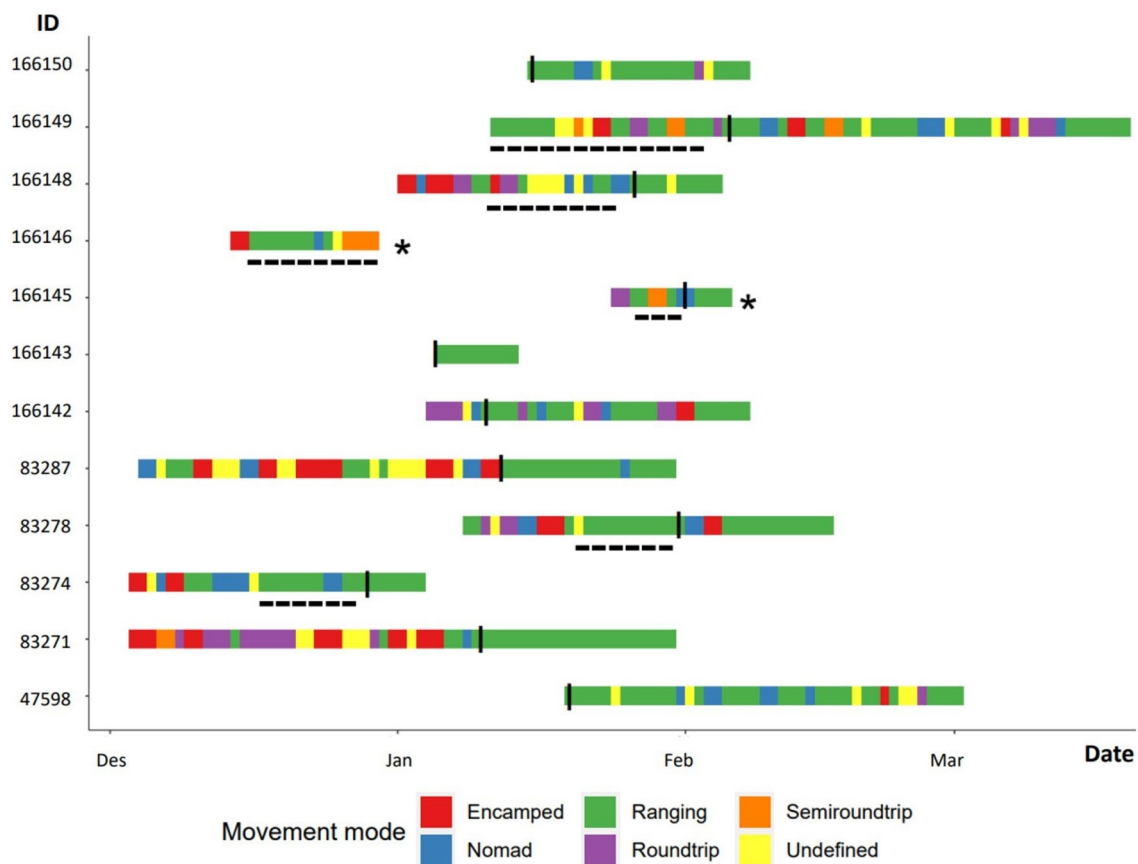 ID
166150
166149
166148
166146
*
166145
*
166143
166142
83287
83278
83274
83271
47598
Des Jan Feb Mar Date
Movement mode
Encamped Ranging Semiroundtrip
Nomad Roundtrip Undefined